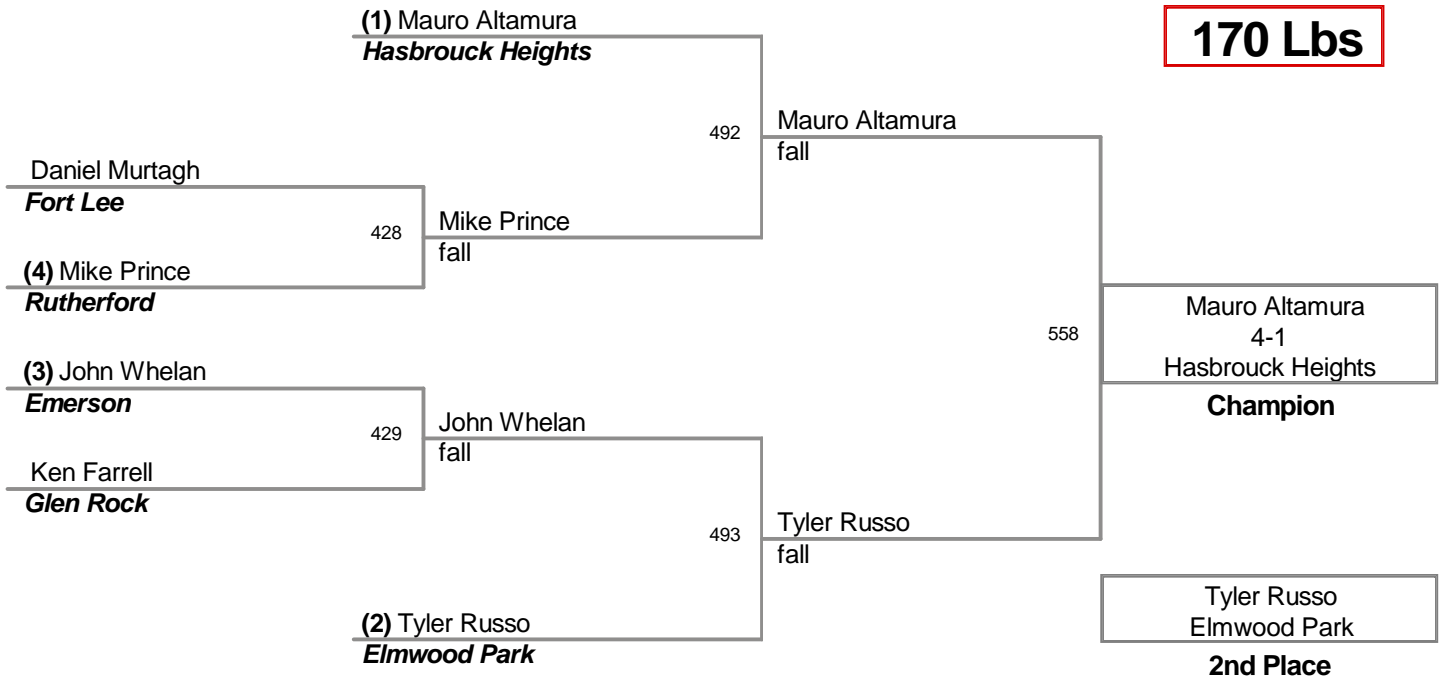 (1) Mauro Altamura
Hasbrouck Heights
170 Lbs
492
Mauro Altamura
fall
Daniel Murtagh
Fort Lee
428
Mike Prince
fall
(4) Mike Prince
Rutherford
558
Mauro Altamura
4-1
Hasbrouck Heights
Champion
(3) John Whelan
Emerson
429
John Whelan
fall
Ken Farrell
Glen Rock
493
Tyler Russo
fall
(2) Tyler Russo
Elmwood Park
Tyler Russo
Elmwood Park
2nd Place